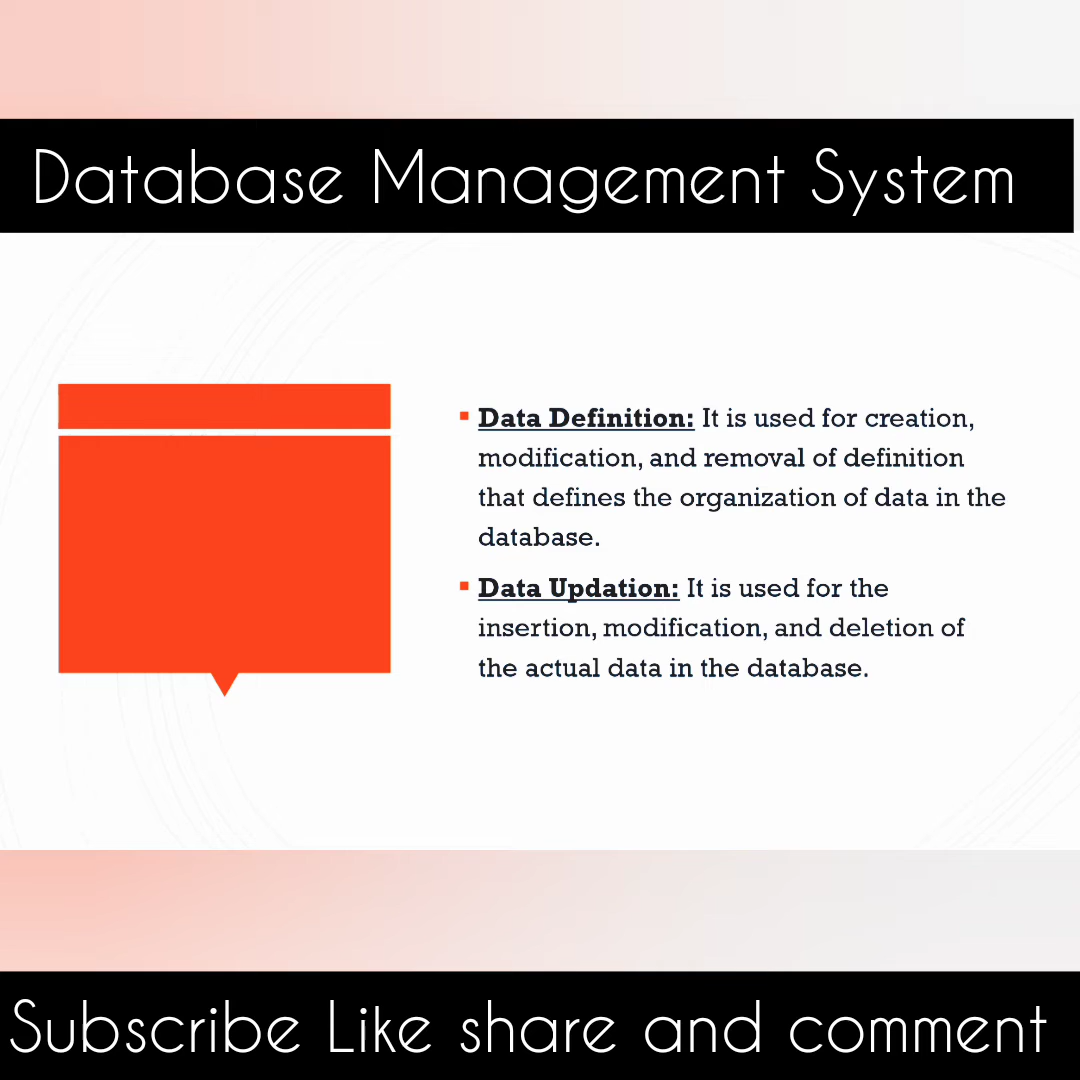 Database Management System
Data Definition: It is used for creation,
modification, and removal of definition
that defines the organization of data in the
database.
Data Updation: It is used for the
insertion, modification, and deletion of
the actual data in the database.
Subscribe Like share and comment